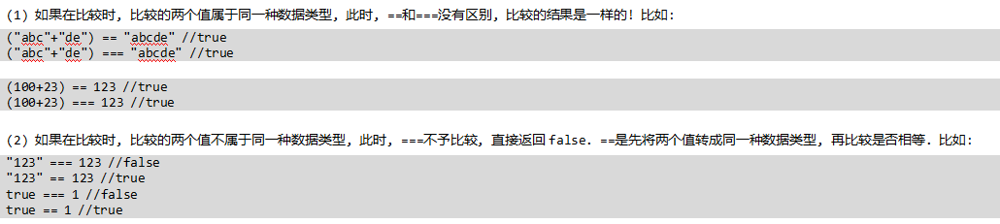 (1) 如果在比较时, 比较的两个值属于同一种数据类型, 此时, ==和===没有区别, 比较的结果是一样的! 比如:
("abc"+"de") == "abcde" //true
("abc"+"de") === "abcde" //true
(100+23) == 123 //true
(100+23) === 123 //true
(2) 如果在比较时, 比较的两个值不属于同一种数据类型, 此时, ===不予比较, 直接返回 false. ==是先将两个值转成同一种数据类型, 再比较是否相等. 比如:
"123" === 123 //false
"123" == 123 //true
true === 1 //false
true == 1 //true